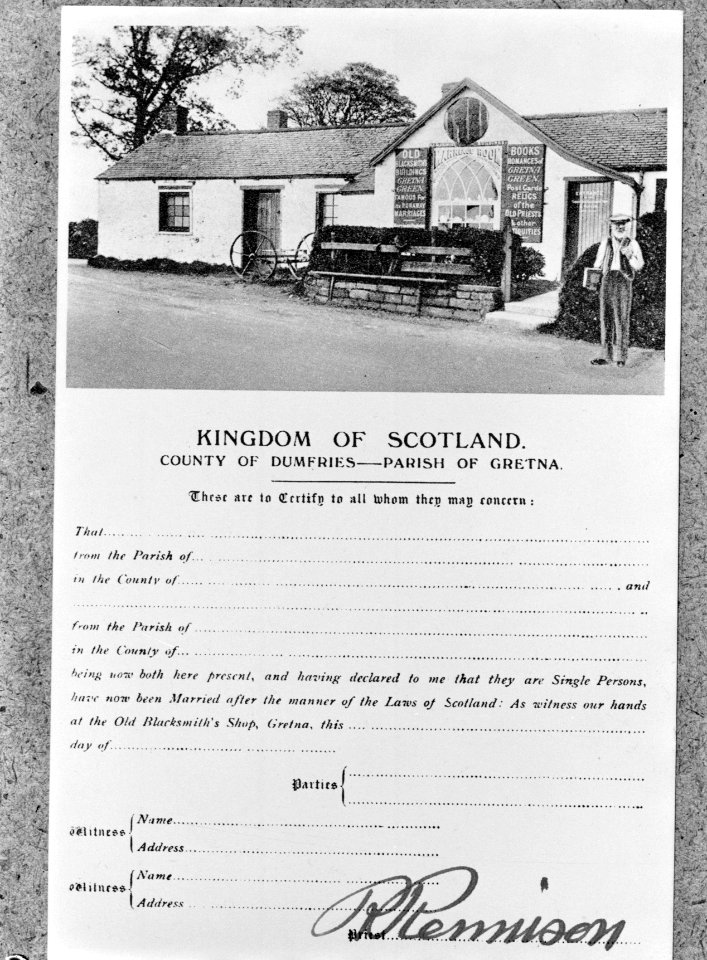 OLD
BLACKSMITHS
BUILDINGS
GRETNA
GREEN.
FAMOUS FOR
its RUNAWAY
MARRIAGES
MARRIAGE ROOM
BOOKS
ROMANCES of
GRETNA
GREEN.
Post Cards
RELICS
of the
OLD PRIESTS
& other
ANTIQUITIES
KINGDOM OF SCOTLAND.
COUNTY OF DUMFRIES—PARISH OF GRETNA.
These are to Certify to all whom they may concern:
That
from the Parish of
in the County of , and
from the Parish of
in the County of
being now both here present, and having declared to me that they are Single Persons,
have now been Married after the manner of the Laws of Scotland: As witness our hands
at the Old Blacksmith's Shop, Gretna, this
day of
Parties
Witness Name
Address
Witness Name
Address
Priest R Rennison